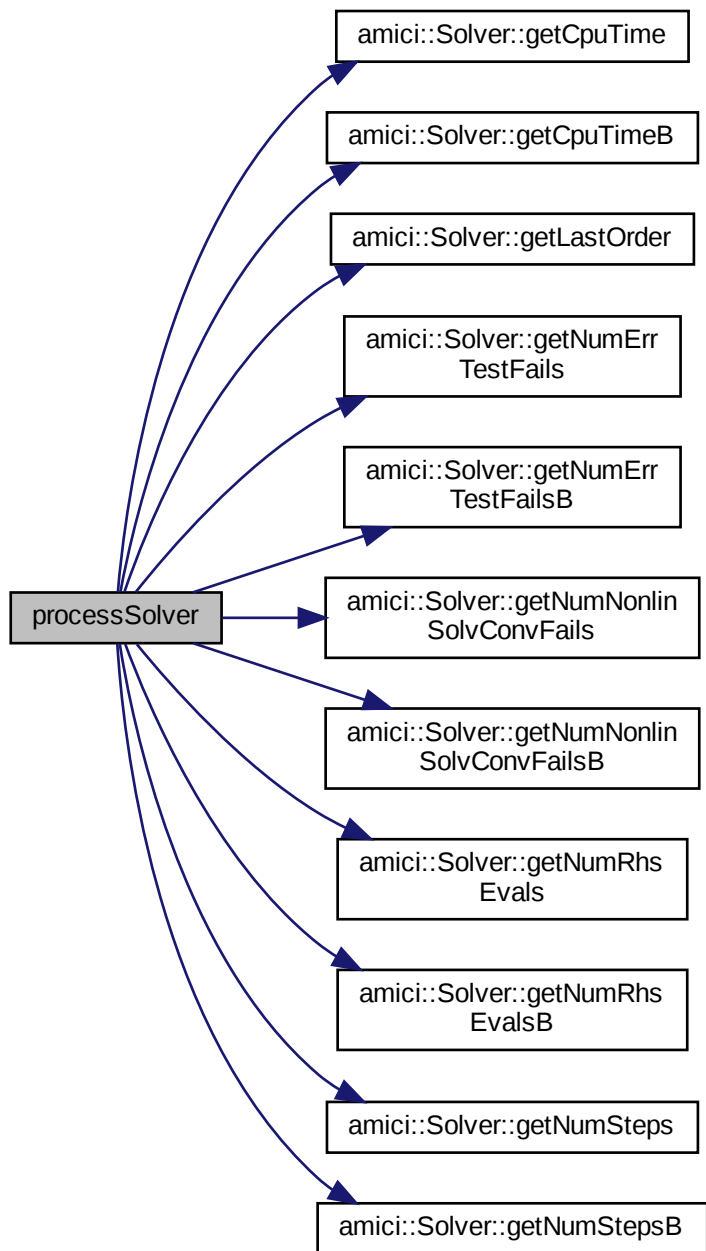 amici::Solver::getCpuTime
amici::Solver::getCpuTimeB
amici::Solver::getLastOrder
amici::Solver::getNumErr
TestFails
amici::Solver::getNumErr
TestFailsB
processSolver
amici::Solver::getNumNonlin
SolvConvFails
amici::Solver::getNumNonlin
SolvConvFailsB
amici::Solver::getNumRhs
Evals
amici::Solver::getNumRhs
EvalsB
amici::Solver::getNumSteps
amici::Solver::getNumStepsB